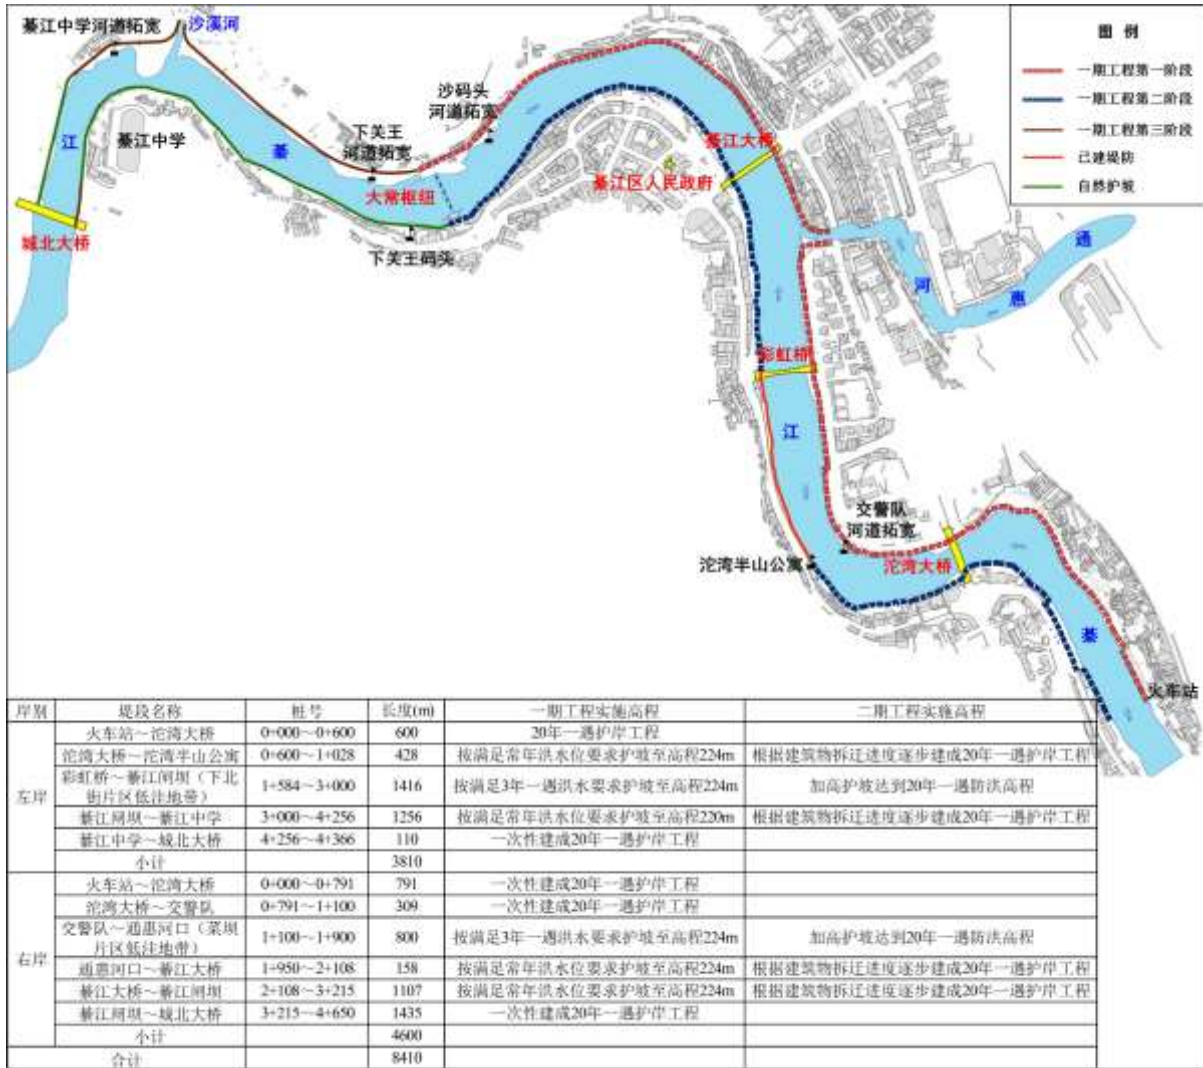 綦江中学河道拓宽
沙溪河
图 例
一期工程第一阶段
一期工程第二阶段
一期工程第三阶段
已建堤防
自然护坡
沙码头
河道拓宽
下关王
河道拓宽
江
綦江中学
綦
綦江大桥
綦江区人民政府
大常枢纽
城北大桥
下关王码头
通
河
惠
彩虹桥
江
交警队
河道拓宽
沱湾半山公寓
沱湾大桥
綦
火车站
岸别 堤段名称 桩号 长度(m) 一期工程实施高程 二期工程实施高程
左岸
火车站～沱湾大桥 0+000～0+600 600 20年一遇护岸工程
沱湾大桥～沱湾半山公寓 0+600～1+028 428 按满足常年洪水位要求护坡至高程224m 根据建筑物拆迁进度逐步建成20年一遇护岸工程
彩虹桥～綦江闸坝（下北
街片区低洼地带） 1+584～3+000 1416 按满足3年一遇洪水要求护坡至高程224m 加高护坡达到20年一遇防洪高程
綦江闸坝～綦江中学 3+000～4+256 1256 按满足常年洪水位要求护坡至高程220m 根据建筑物拆迁进度逐步建成20年一遇护岸工程
綦江中学～城北大桥 4+256～4+366 110 一次性建成20年一遇护岸工程
小计 3810
右岸
火车站～沱湾大桥 0+000～0+791 791 一次性建成20年一遇护岸工程
沱湾大桥～交警队 0+791～1+100 309 一次性建成20年一遇护岸工程
交警队～通惠河口（菜坝
片区低洼地带） 1+100～1+900 800 按满足3年一遇洪水要求护坡至高程224m 加高护坡达到20年一遇防洪高程
通惠河口～綦江大桥 1+950～2+108 158 按满足常年洪水位要求护坡至高程224m 根据建筑物拆迁进度逐步建成20年一遇护岸工程
綦江大桥～綦江闸坝 2+108～3+215 1107 按满足常年洪水位要求护坡至高程224m 根据建筑物拆迁进度逐步建成20年一遇护岸工程
綦江闸坝～城北大桥 3+215～4+650 1435 一次性建成20年一遇护岸工程
小计 4600
合计 8410